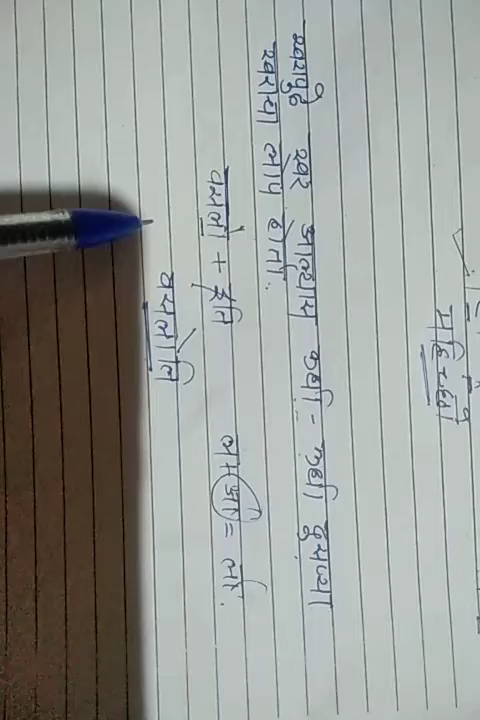 स्वरापुढे स्वर आल्यास कधी - कधी दुसऱ्या
स्वराचा लोप होतो.
वसलो + इति ल + ओ = लो.
वसलोति